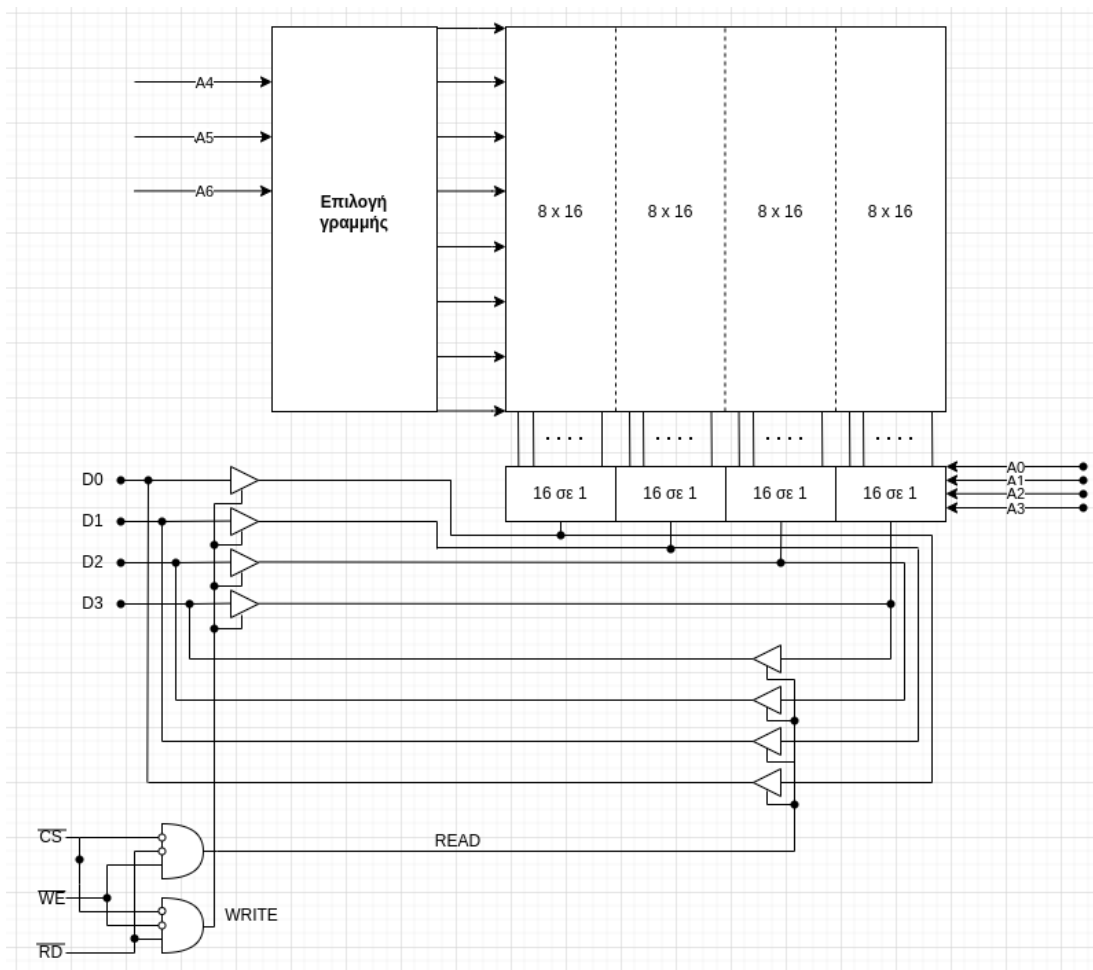 A4
A5
A6
Επιλογή
γραμμής
8 x 16
8 x 16
8 x 16
8 x 16
. . . .
. . . .
. . . .
. . . .
16 σε 1
16 σε 1
16 σε 1
16 σε 1
A0
A1
A2
A3
D0
D1
D2
D3
CS
READ
WE
WRITE
RD